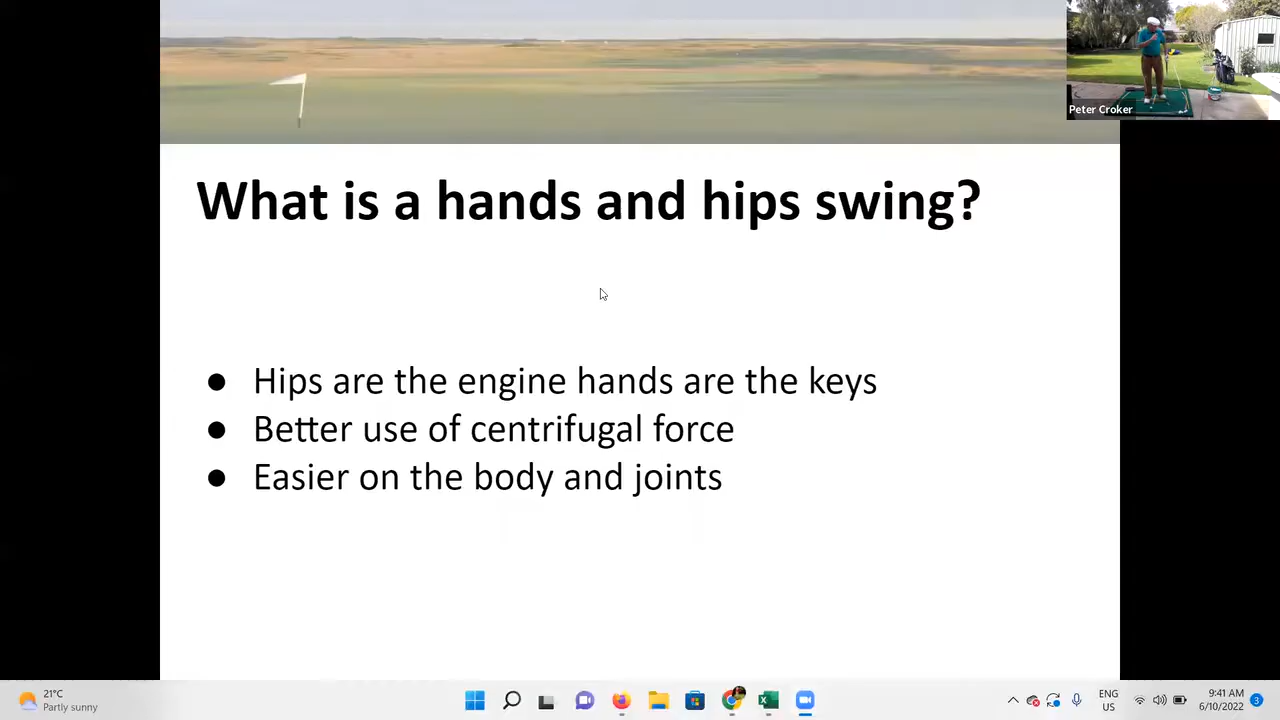 Peter Croker
What is a hands and hips swing?
● Hips are the engine hands are the keys
● Better use of centrifugal force
● Easier on the body and joints
21°C
Partly sunny
ENG
US
9:41 AM
6/10/2022
3